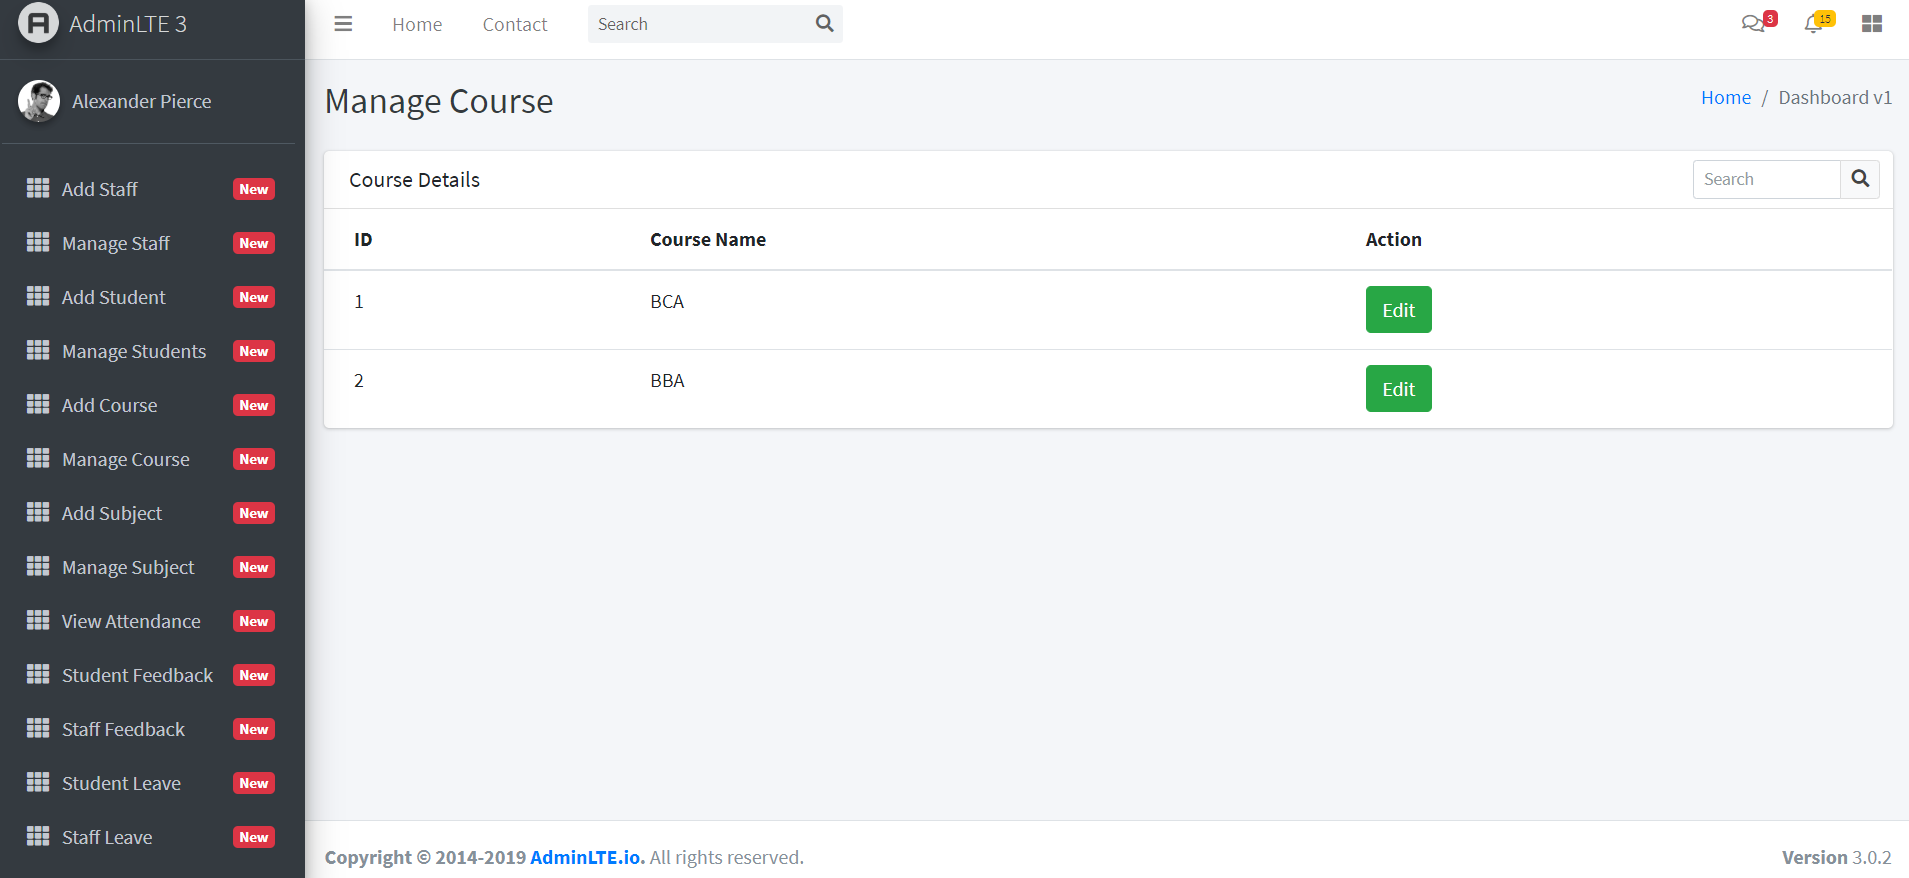 AdminLTE 3
Home Contact Search 3 15
Alexander Pierce
Manage Course
Home / Dashboard v1
Course Details Search
ID Course Name Action
1 BCA Edit
2 BBA Edit
Add Staff New
Manage Staff New
Add Student New
Manage Students New
Add Course New
Manage Course New
Add Subject New
Manage Subject New
View Attendance New
Student Feedback New
Staff Feedback New
Student Leave New
Staff Leave New
Copyright © 2014-2019 AdminLTE.io. All rights reserved.
Version 3.0.2